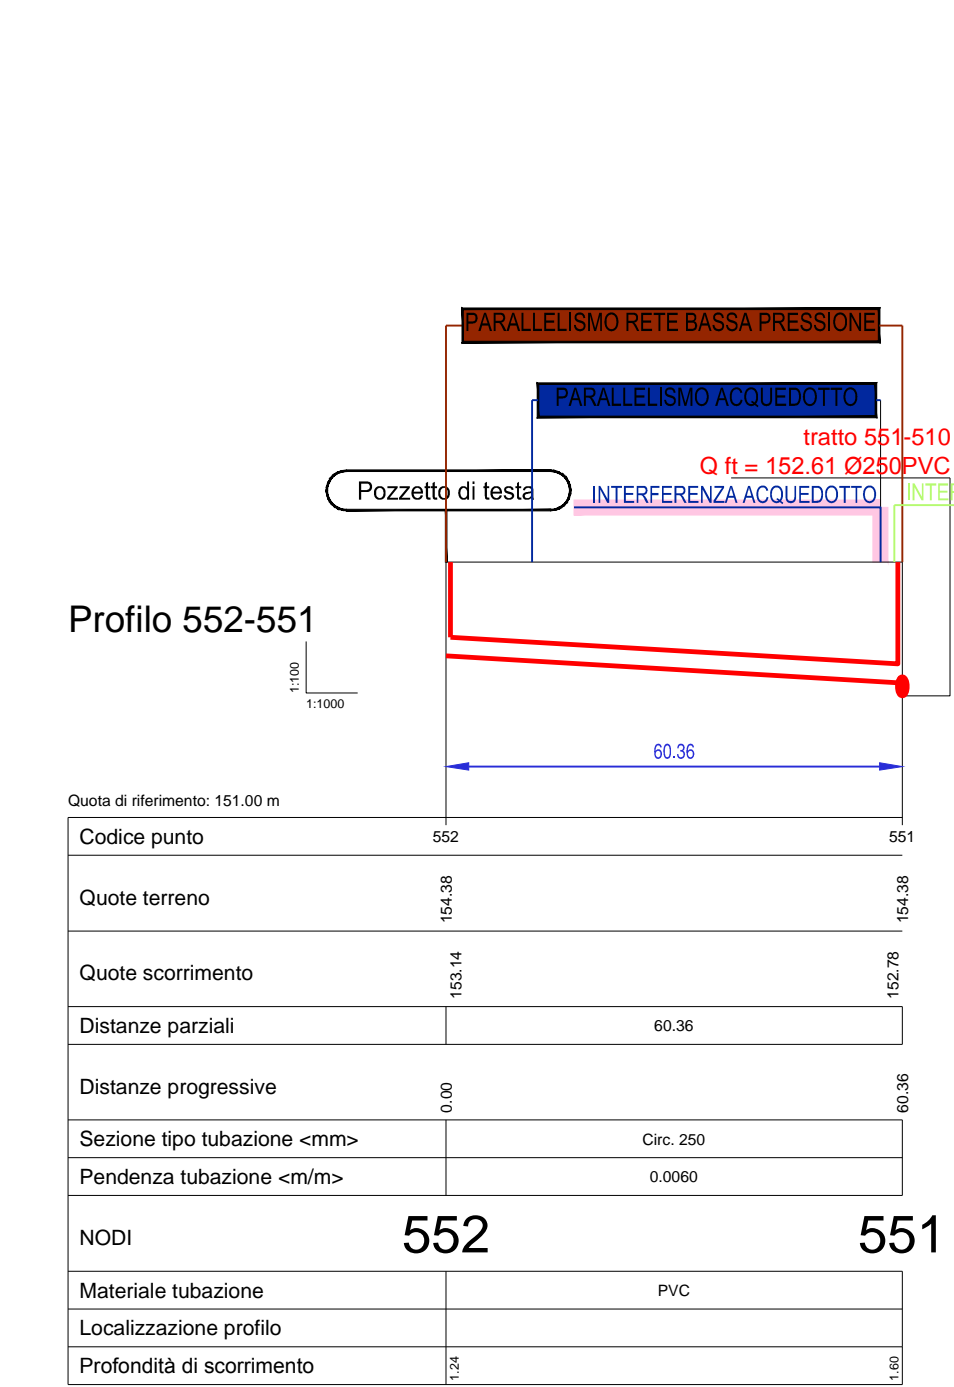 PARALLELISMO RETE BASSA PRESSIONE
PARALLELISMO ACQUEDOTTO
tratto 551-510
Q ft = 152.61 Ø250PVC
Pozzetto di testa
INTERFERENZA ACQUEDOTTO
Profilo 552-551
1:100
1:1000
60.36
Quota di riferimento: 151.00 m
Codice punto 552 551
Quote terreno 154.38 154.38
Quote scorrimento 153.14 152.78
Distanze parziali 60.36
Distanze progressive 0.00 60.36
Sezione tipo tubazione <mm> Circ. 250
Pendenza tubazione <m/m> 0.0060
NODI 552 551
Materiale tubazione PVC
Localizzazione profilo
Profondità di scorrimento 1.24 1.60